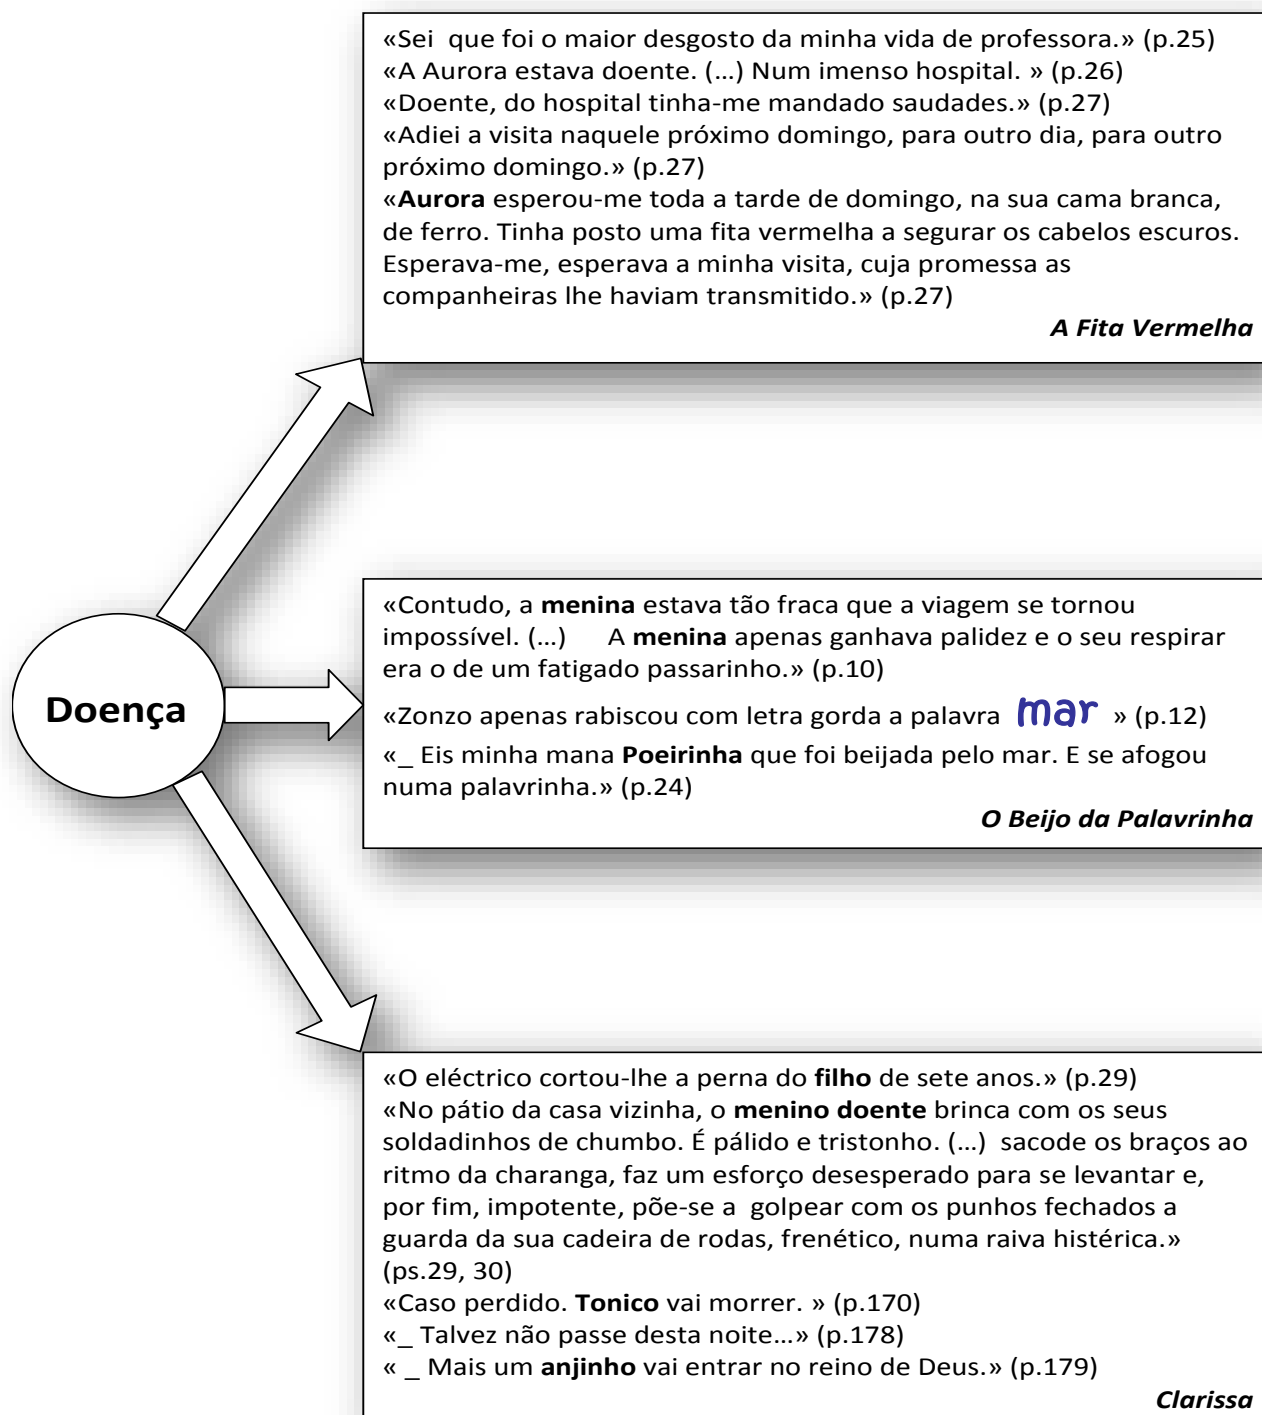 «Sei que foi o maior desgosto da minha vida de professora.» (p.25)
«A Aurora estava doente. (...) Num imenso hospital. » (p.26)
«Doente, do hospital tinha-me mandado saudades.» (p.27)
«Adiei a visita naquele próximo domingo, para outro dia, para outro
próximo domingo.» (p.27)
«Aurora esperou-me toda a tarde de domingo, na sua cama branca,
de ferro. Tinha posto uma fita vermelha a segurar os cabelos escuros.
Esperava-me, esperava a minha visita, cuja promessa as
companheiras lhe haviam transmitido.» (p.27)
A Fita Vermelha
Doença
«Contudo, a menina estava tão fraca que a viagem se tornou
impossível. (...) A menina apenas ganhava palidez e o seu respirar
era o de um fatigado passarinho.» (p.10)
«Zonzo apenas rabiscou com letra gorda a palavra mar » (p.12)
«_ Eis minha mana Poeirinha que foi beijada pelo mar. E se afogou
numa palavrinha.» (p.24)
O Beijo da Palavrinha
«O eléctrico cortou-lhe a perna do filho de sete anos.» (p.29)
«No pátio da casa vizinha, o menino doente brinca com os seus
soldadinhos de chumbo. É pálido e tristonho. (...) sacode os braços ao
ritmo da charanga, faz um esforço desesperado para se levantar e,
por fim, impotente, põe-se a golpear com os punhos fechados a
guarda da sua cadeira de rodas, frenético, numa raiva histérica.»
(ps.29, 30)
«Caso perdido. Tonico vai morrer. » (p.170)
«_ Talvez não passe desta noite...» (p.178)
« _ Mais um anjinho vai entrar no reino de Deus.» (p.179)
Clarissa